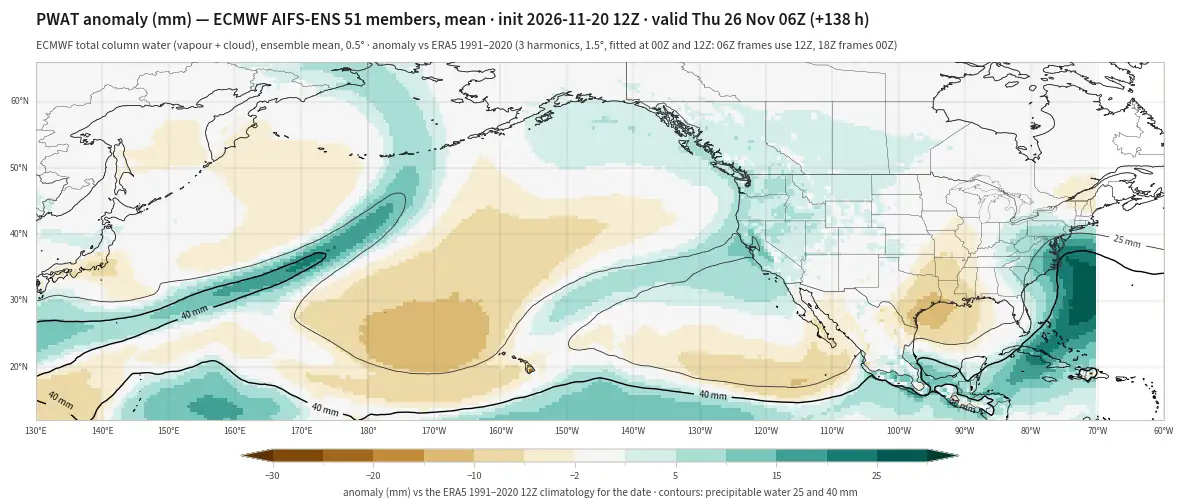 PWAT anomaly (mm) — ECMWF AIFS-ENS 51 members, mean · init 2026-11-20 12Z · valid Thu 26 Nov 06Z (+138 h)
ECMWF total column water (vapour + cloud), ensemble mean, 0.5° · anomaly vs ERA5 1991–2020 (3 harmonics, 1.5°, fitted at 00Z and 12Z: 06Z frames use 12Z, 18Z frames 00Z)
60°N
50°N
40°N
30°N
20°N
25 mm
40 mm
40 mm
40 mm
40 mm
130°E 140°E 150°E 160°E 170°E 180° 170°W 160°W 150°W 140°W 130°W 120°W 110°W 100°W 90°W 80°W 70°W 60°W
−30 −20 −10 −2 5 15 25
anomaly (mm) vs the ERA5 1991–2020 12Z climatology for the date · contours: precipitable water 25 and 40 mm